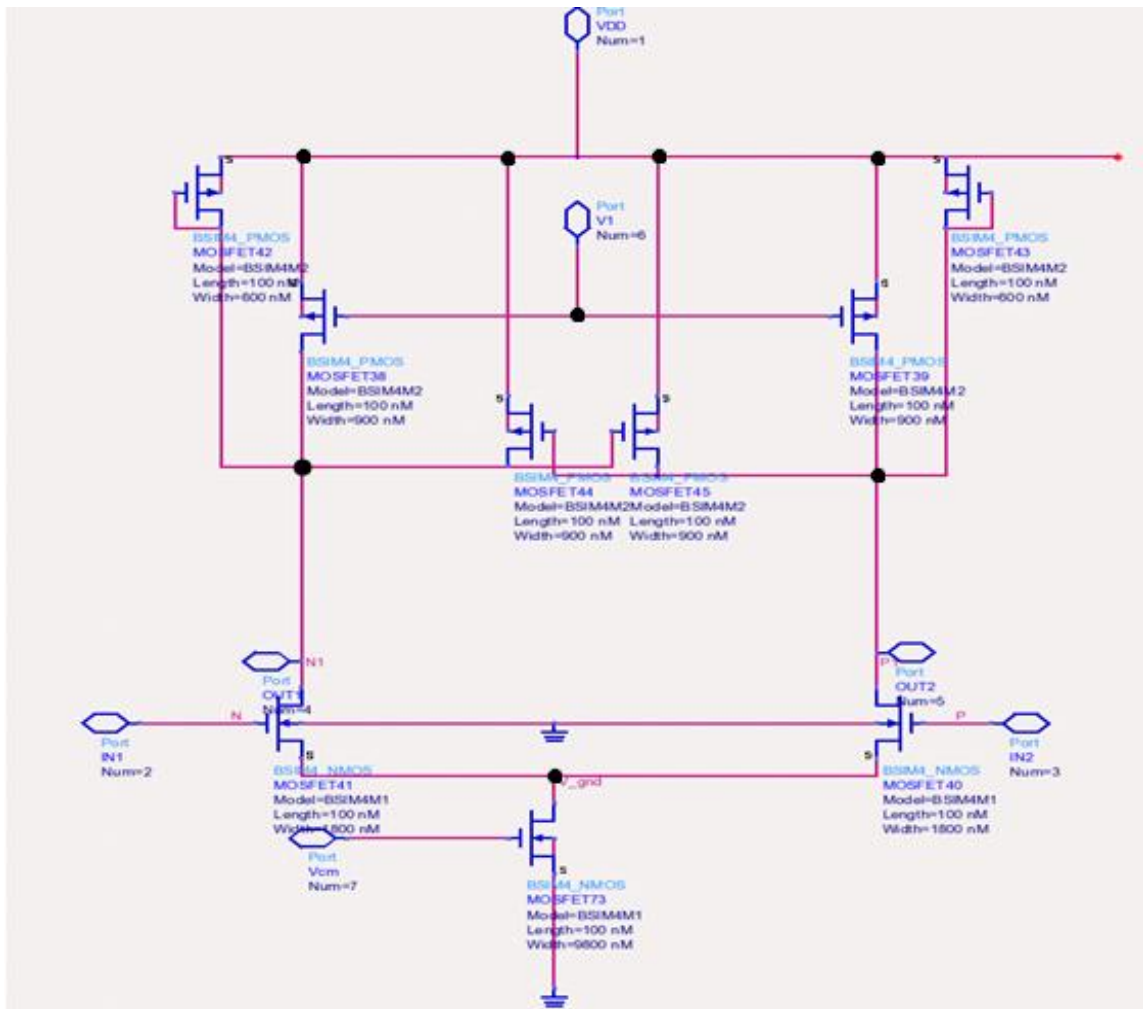 Port
VDD
Num=1
S
S
Port
V1
Num=6
BSIM4_PMOS
MOSFET42
Model=BSIM4M2
Length=100 nM
Width=600 nM
BSIM4_PMOS
MOSFET43
Model=BSIM4M2
Length=100 nM
Width=600 nM
S
BSIM4_PMOS
MOSFET38
Model=BSIM4M2
Length=100 nM
Width=900 nM
BSIM4_PMOS
MOSFET39
Model=BSIM4M2
Length=100 nM
Width=900 nM
S
S
BSIM4_PMOS
MOSFET44
Model=BSIM4M2
Length=100 nM
Width=900 nM
BSIM4_PMOS
MOSFET45
Model=BSIM4M2
Length=100 nM
Width=900 nM
N1
Port
OUT1
Num=4
P1
Port
OUT2
Num=5
N
Port
IN1
Num=2
P
Port
IN2
Num=3
S
S
BSIM4_NMOS
MOSFET41
Model=BSIM4M1
Length=100 nM
Width=1800 nM
V_gnd
BSIM4_NMOS
MOSFET40
Model=BSIM4M1
Length=100 nM
Width=1800 nM
Port
Vcm
Num=7
S
BSIM4_NMOS
MOSFET73
Model=BSIM4M1
Length=100 nM
Width=9800 nM